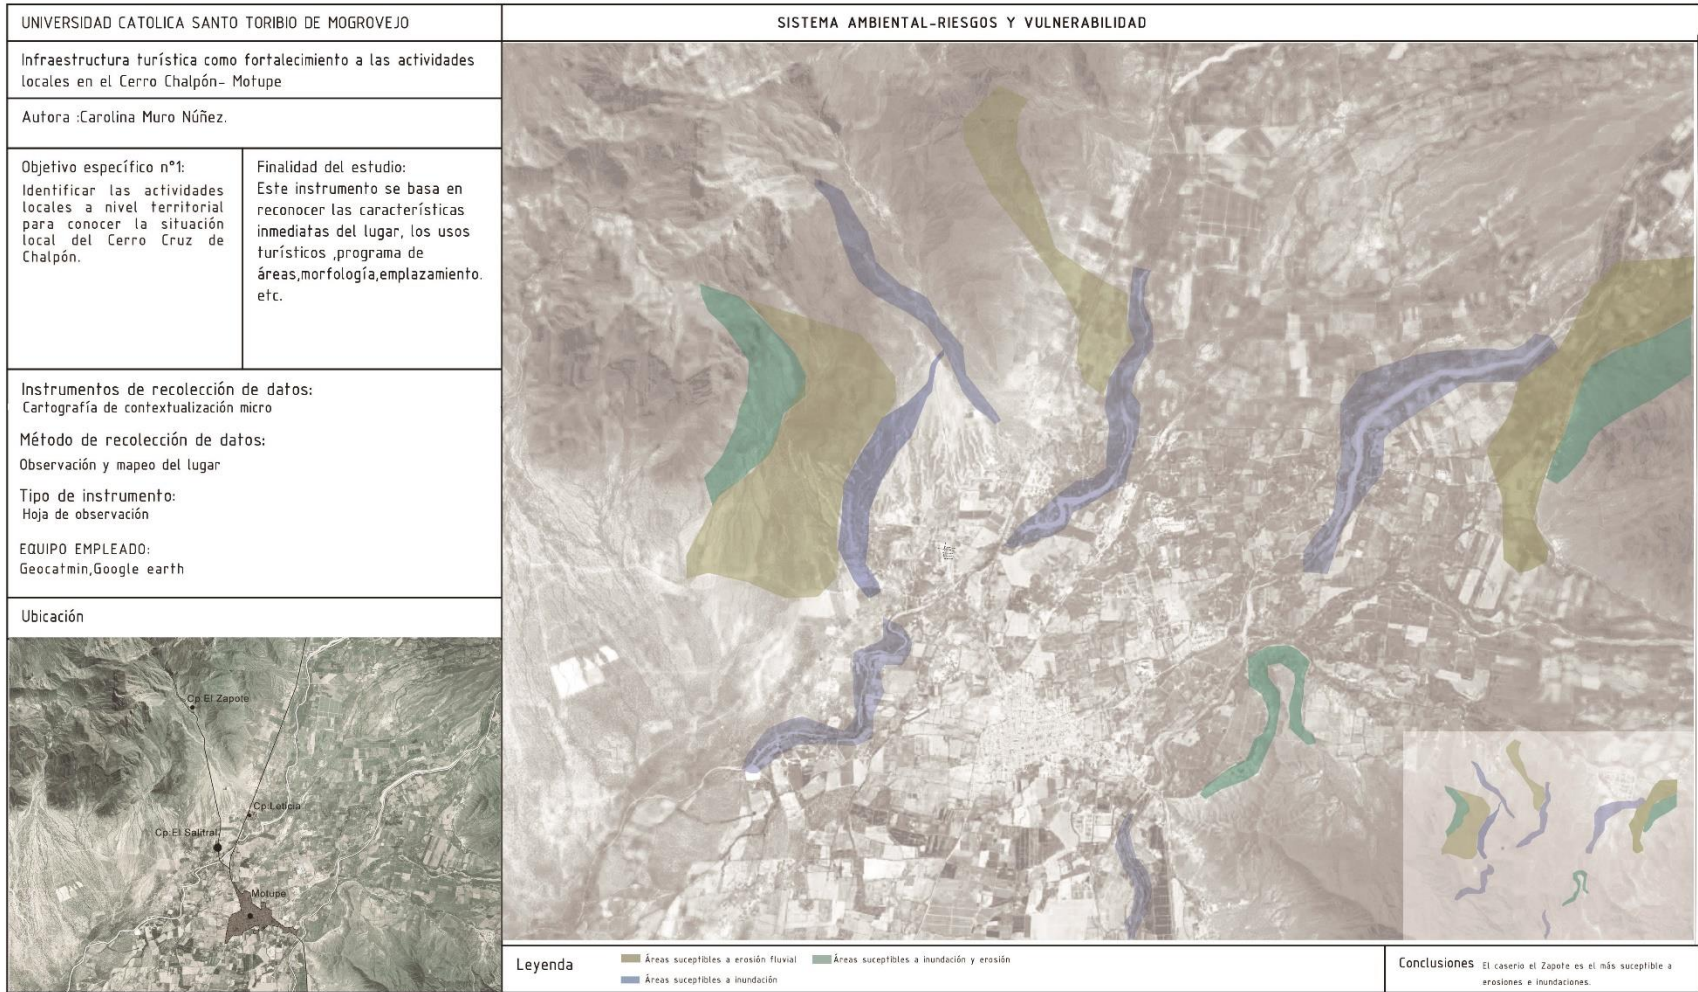 UNIVERSIDAD CATOLICA SANTO TORIBIO DE MOGROVEJO
SISTEMA AMBIENTAL-RIESGOS Y VULNERABILIDAD
Infraestructura turística como fortalecimiento a las actividades
locales en el Cerro Chalpón- Motupe
Autora :Carolina Muro Núñez.
Objetivo específico n°1:
Identificar las actividades
locales a nivel territorial
para conocer la situación
local del Cerro Cruz de
Chalpón.
Finalidad del estudio:
Este instrumento se basa en
reconocer las características
inmediatas del lugar, los usos
turísticos ,programa de
áreas,morfología,emplazamiento.
etc.
Instrumentos de recolección de datos:
Cartografía de contextualización micro
Método de recolección de datos:
Observación y mapeo del lugar
Tipo de instrumento:
Hoja de observación
EQUIPO EMPLEADO:
Geocatmin,Google earth
Ubicación
Cp.El Zapote
Cp.Leticia
Cp.El Salitral
Motupe
Leyenda
Áreas suceptibles a erosión fluvial
Áreas suceptibles a inundación y erosión
Áreas suceptibles a inundación
Conclusiones
El caserio el Zapote es el más suceptible a
erosiones e inundaciones.